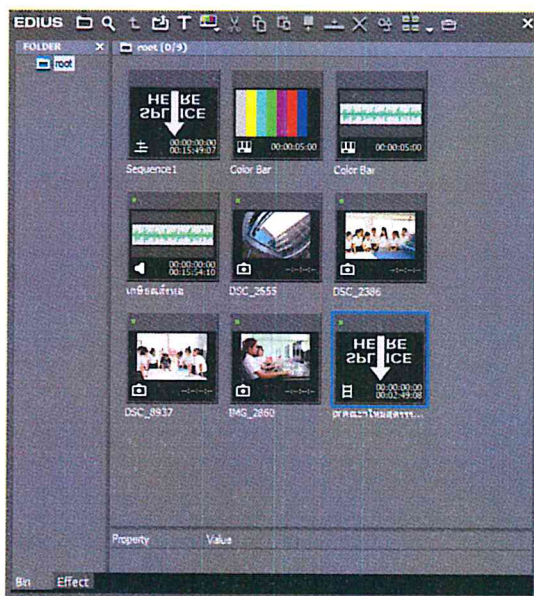 EDIUS
FOLDER
root
root (0/9)
HERE
SPLICE
00:00:00:00
00:15:49:07
Sequence1
00:00:05:00
Color Bar
00:00:05:00
Color Bar
00:00:00:00
00:15:54:10
--:--:--:--
DSC_2555
--:--:--:--
DSC_2386
--:--:--:--
DSC_8937
--:--:--:--
IMG_2860
HERE
SPLICE
00:00:00:00
00:02:49:08
Property Value
Bin Effect